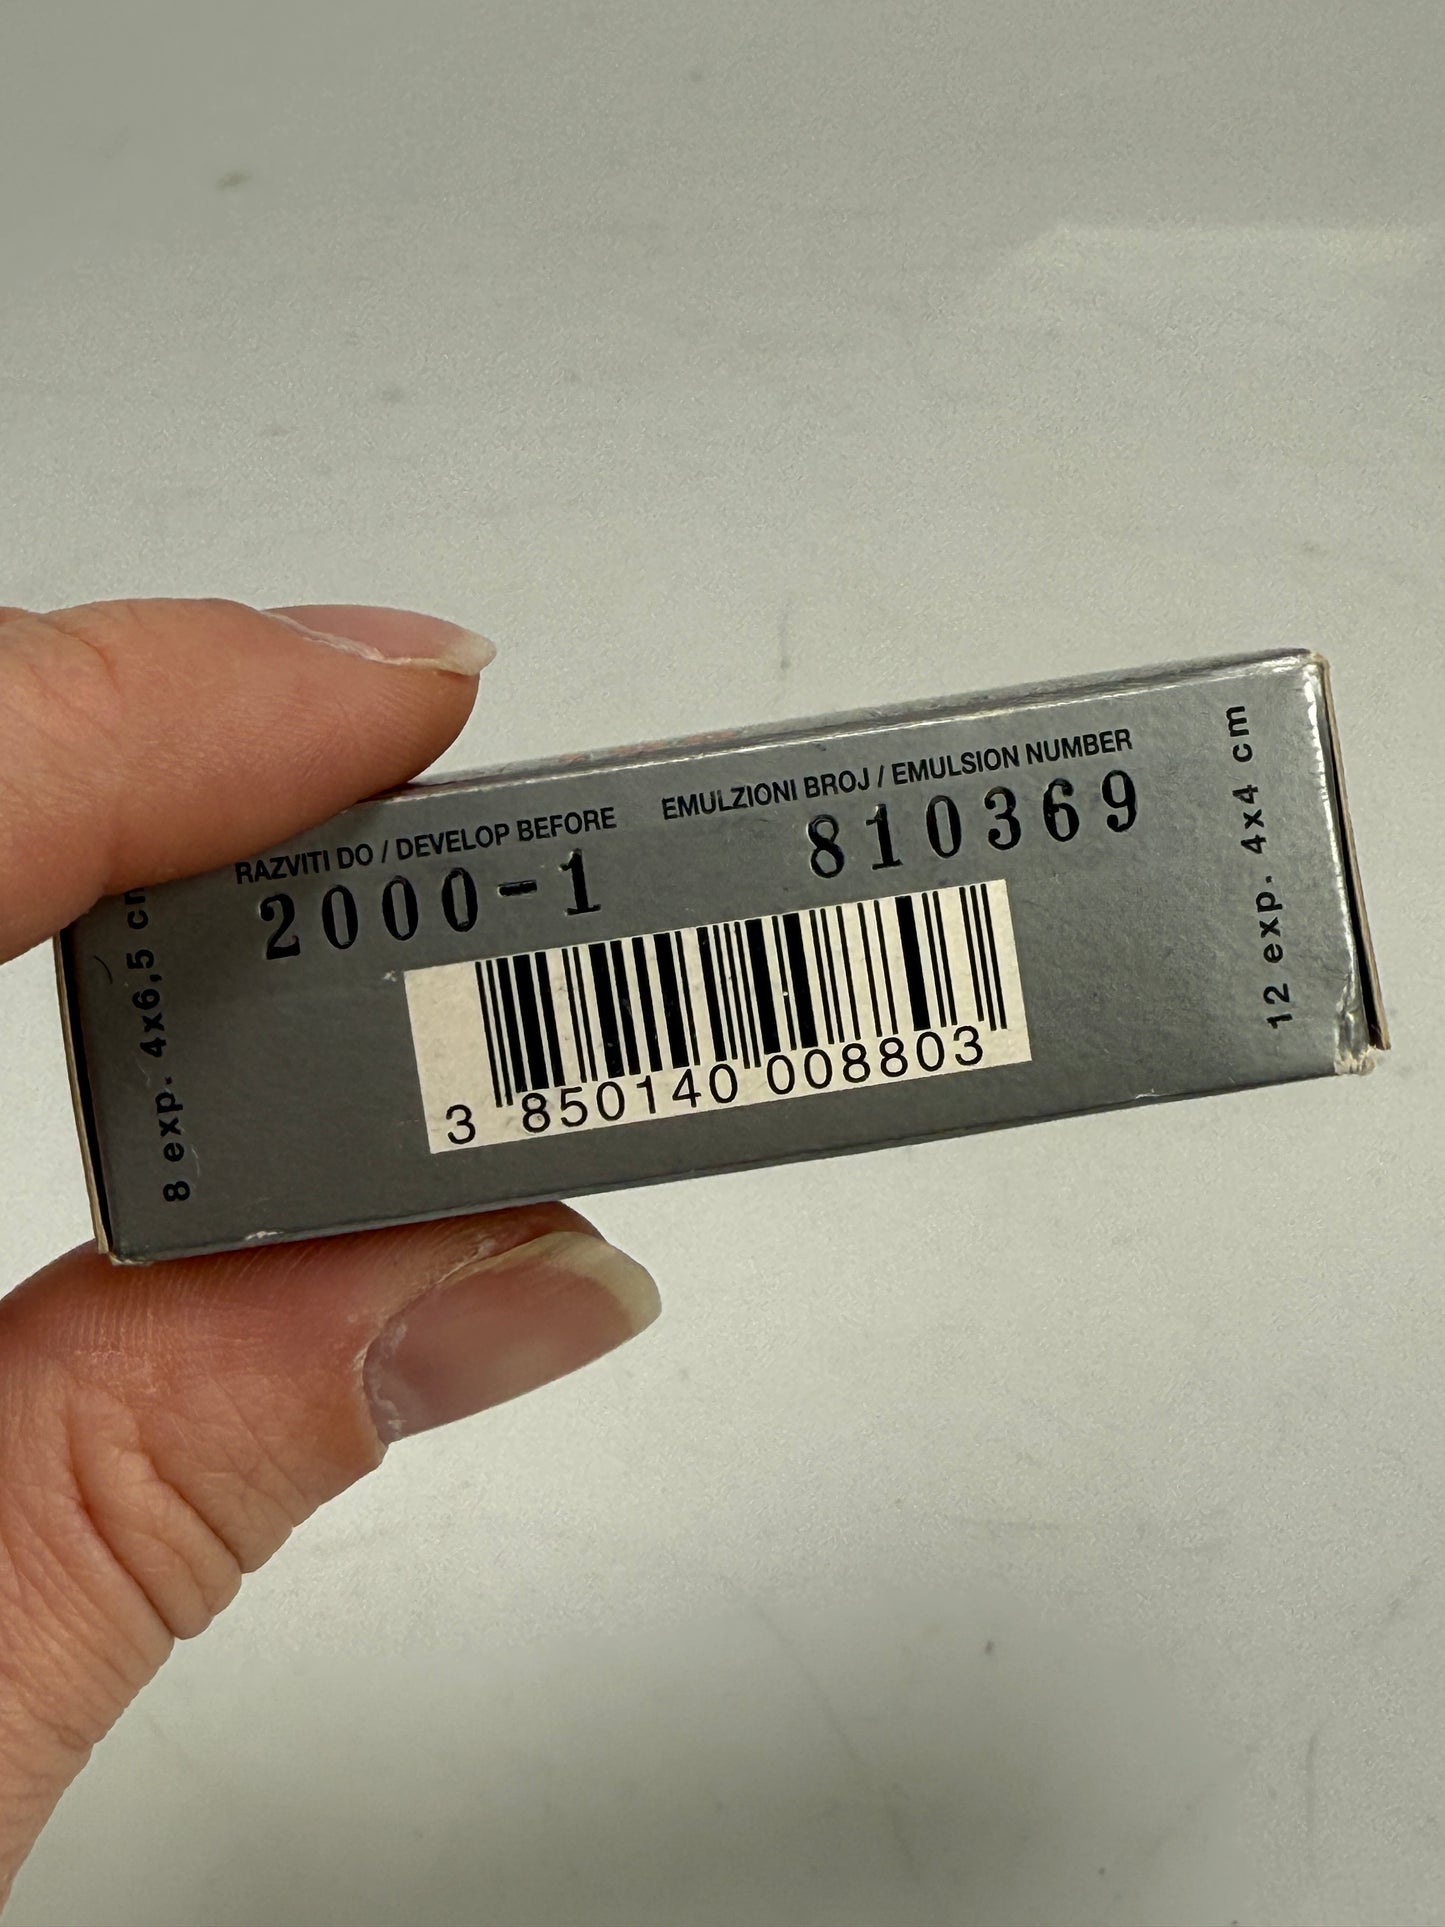 RAZVITI DO / DEVELOP BEFORE
2000-1
EMULZIONI BROJ / EMULSION NUMBER
810369
8 exp. 4x6,5 cm
12 exp. 4x4 cm
3 850140 008803